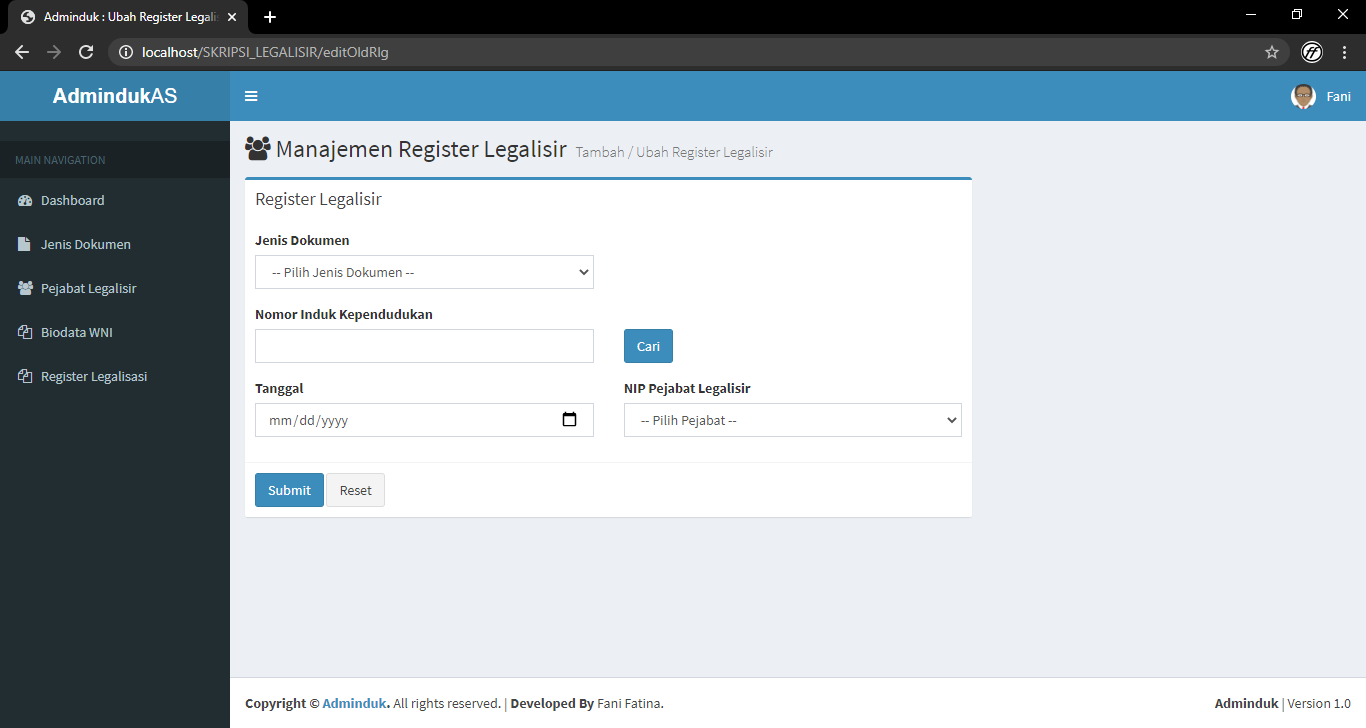 Adminduk : Ubah Register Legalis
localhost/SKRIPSI_LEGALISIR/editOldRlg
AdmindukAS
Fani
MAIN NAVIGATION
Dashboard
Jenis Dokumen
Pejabat Legalisir
Biodata WNI
Register Legalisasi
Manajemen Register Legalisir Tambah / Ubah Register Legalisir
Register Legalisir
Jenis Dokumen
-- Pilih Jenis Dokumen --
Nomor Induk Kependudukan
Cari
Tanggal NIP Pejabat Legalisir
mm/dd/yyyy -- Pilih Pejabat --
Submit Reset
Copyright © Adminduk. All rights reserved. | Developed By Fani Fatina. Adminduk | Version 1.0